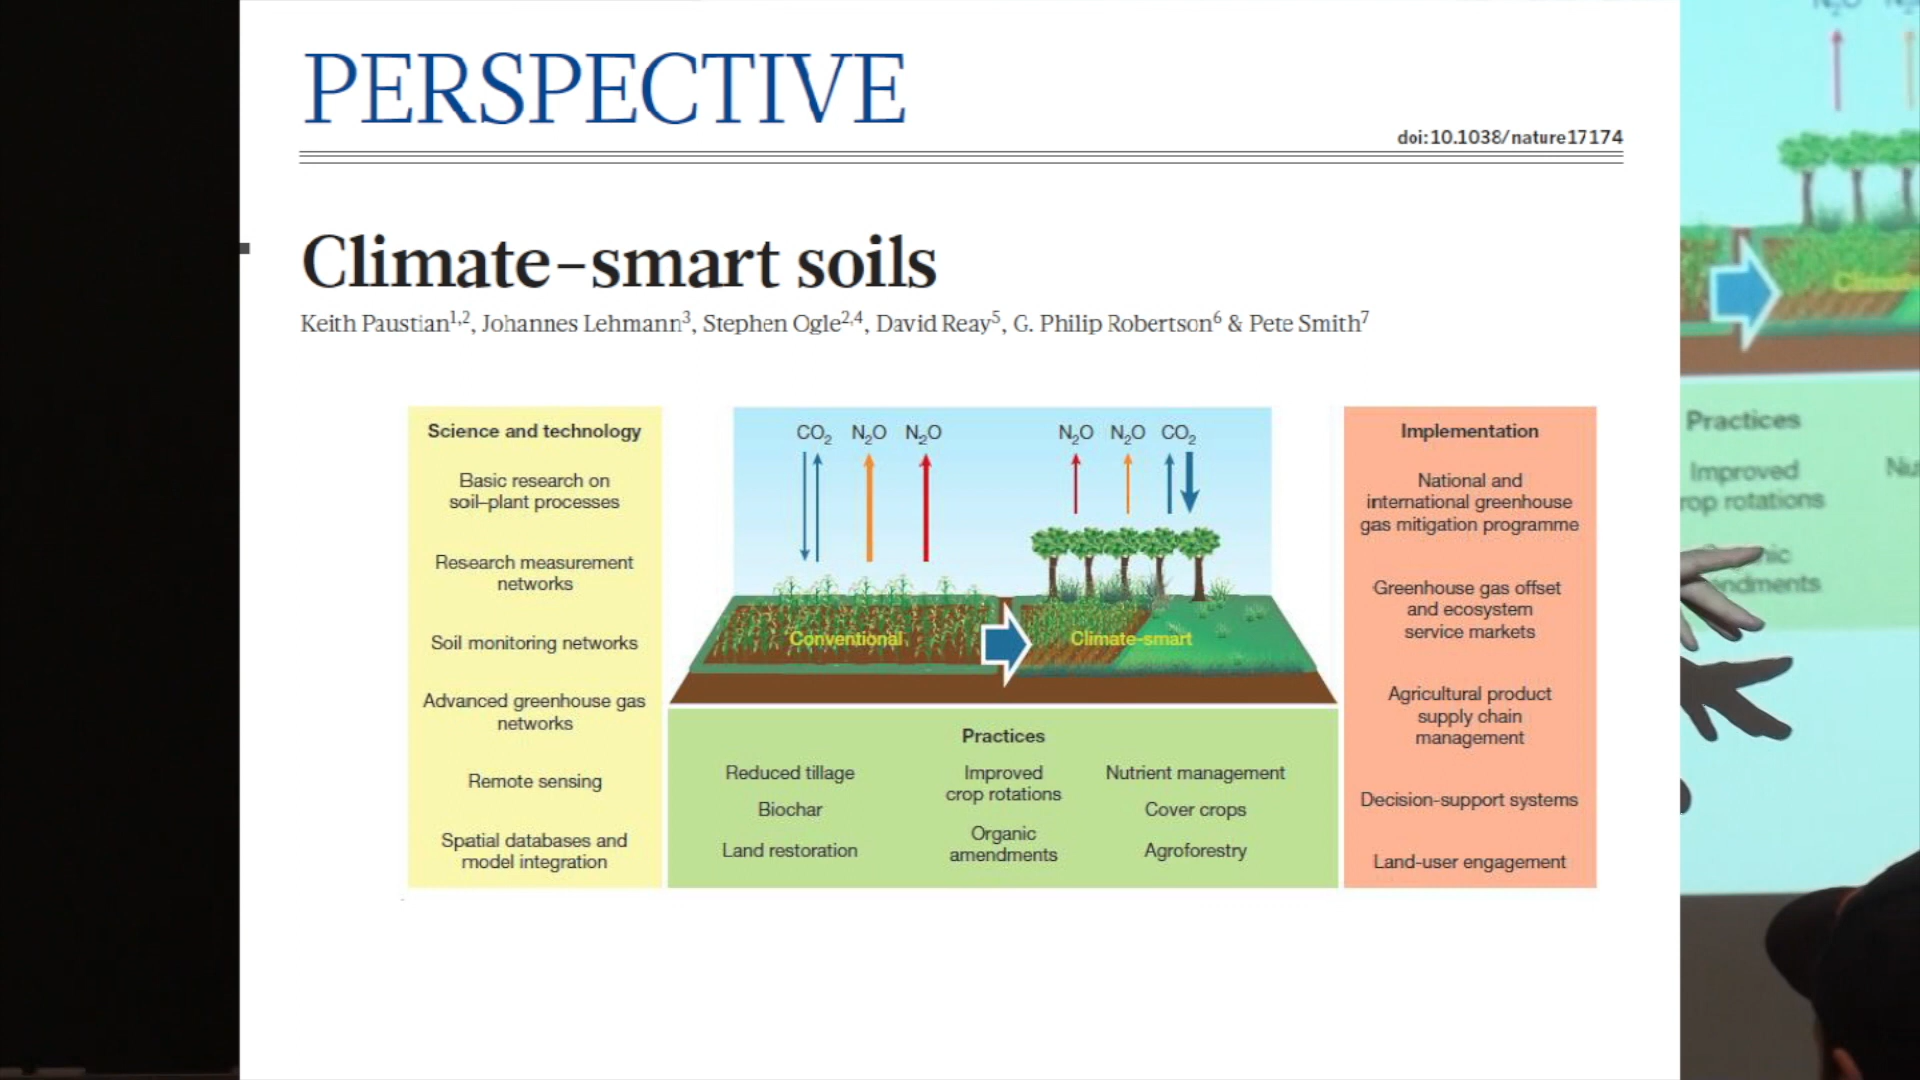 PERSPECTIVE
doi:10.1038/nature17174
Climate-smart soils
Keith Paustian1,2, Johannes Lehmann3, Stephen Ogle2,4, David Reay5, G. Philip Robertson6 & Pete Smith7
Science and technology
Basic research on
soil–plant processes
Research measurement
networks
Soil monitoring networks
Advanced greenhouse gas
networks
Remote sensing
Spatial databases and
model integration
CO2 N2O N2O
N2O N2O CO2
Conventional
Climate-smart
Practices
Reduced tillage
Biochar
Land restoration
Improved
crop rotations
Organic
amendments
Nutrient management
Cover crops
Agroforestry
Implementation
National and
international greenhouse
gas mitigation programme
Greenhouse gas offset
and ecosystem
service markets
Agricultural product
supply chain
management
Decision-support systems
Land-user engagement
Practices
Improved
rop rotations